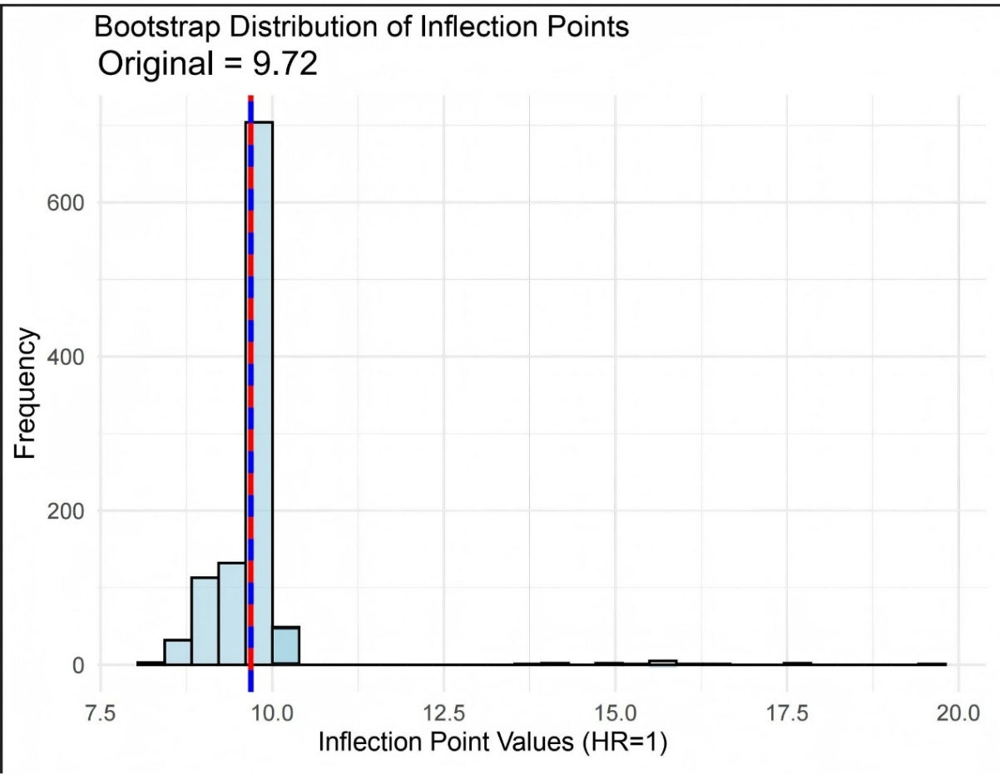 Bootstrap Distribution of Inflection Points
Original = 9.72
Frequency
600
400
200
0
7.5 10.0 12.5 15.0 17.5 20.0
Inflection Point Values (HR=1)